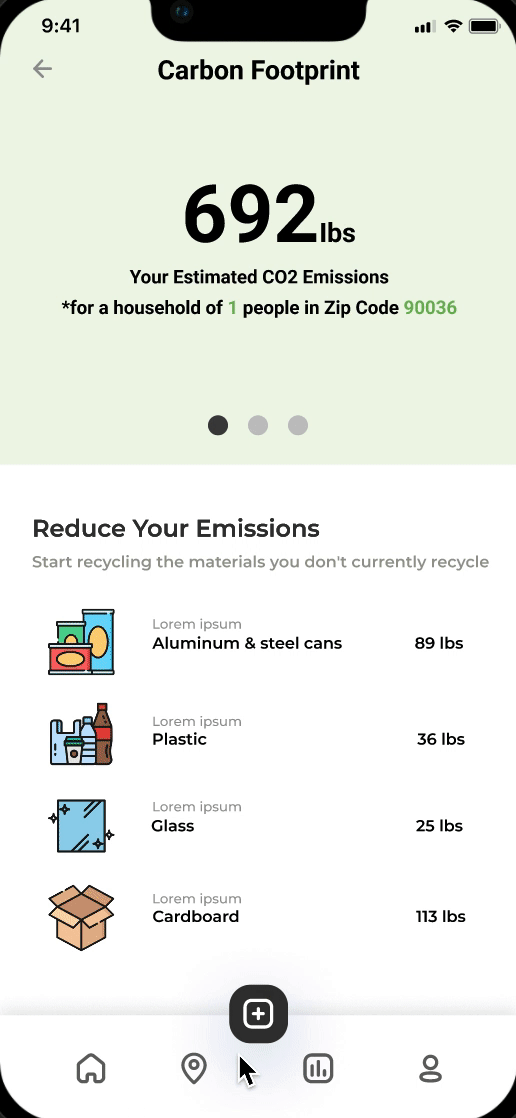 9:41
Carbon Footprint
692lbs
Your Estimated CO2 Emissions
*for a household of 1 people in Zip Code 90036
Reduce Your Emissions
Start recycling the materials you don't currently recycle
Lorem ipsum
Aluminum & steel cans 89 lbs
Lorem ipsum
Plastic 36 lbs
Lorem ipsum
Glass 25 lbs
Lorem ipsum
Cardboard 113 lbs